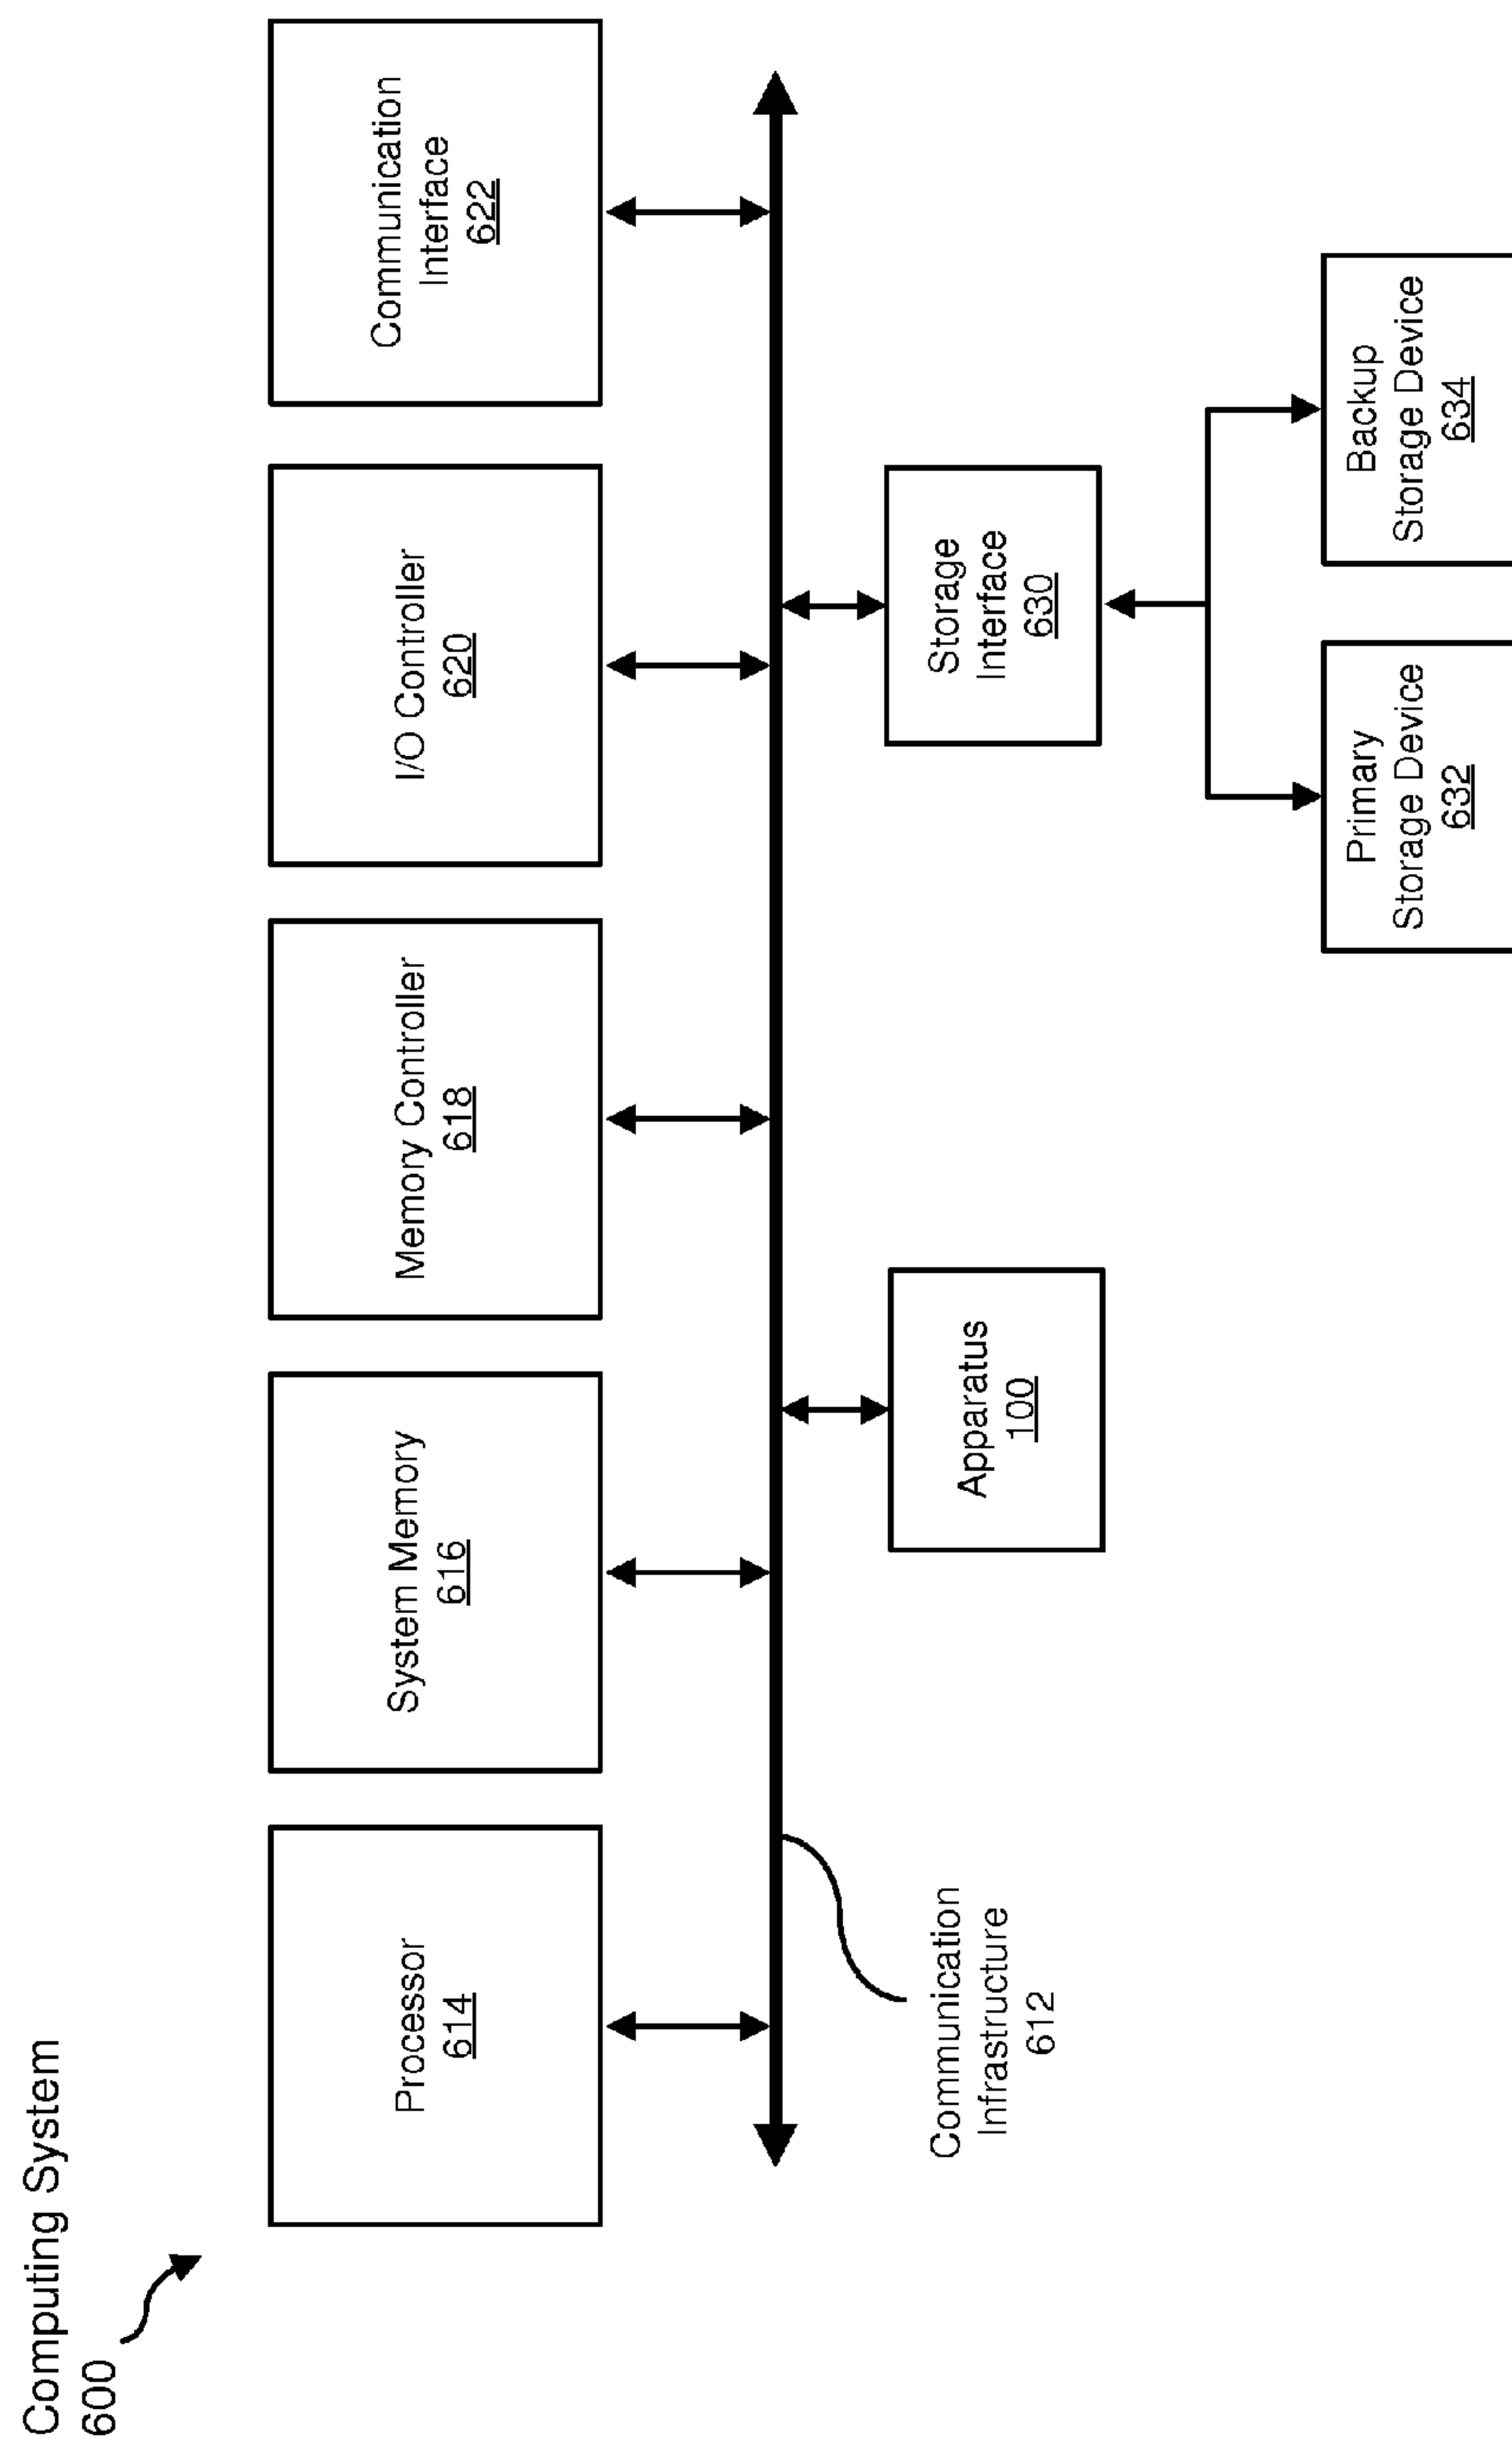 Computing System
600
Processor
614
System Memory
616
Memory Controller
618
I/O Controller
620
Communication
Interface
622
Communication
Infrastructure
612
Apparatus
100
Storage
Interface
630
Primary
Storage Device
632
Backup
Storage Device
634